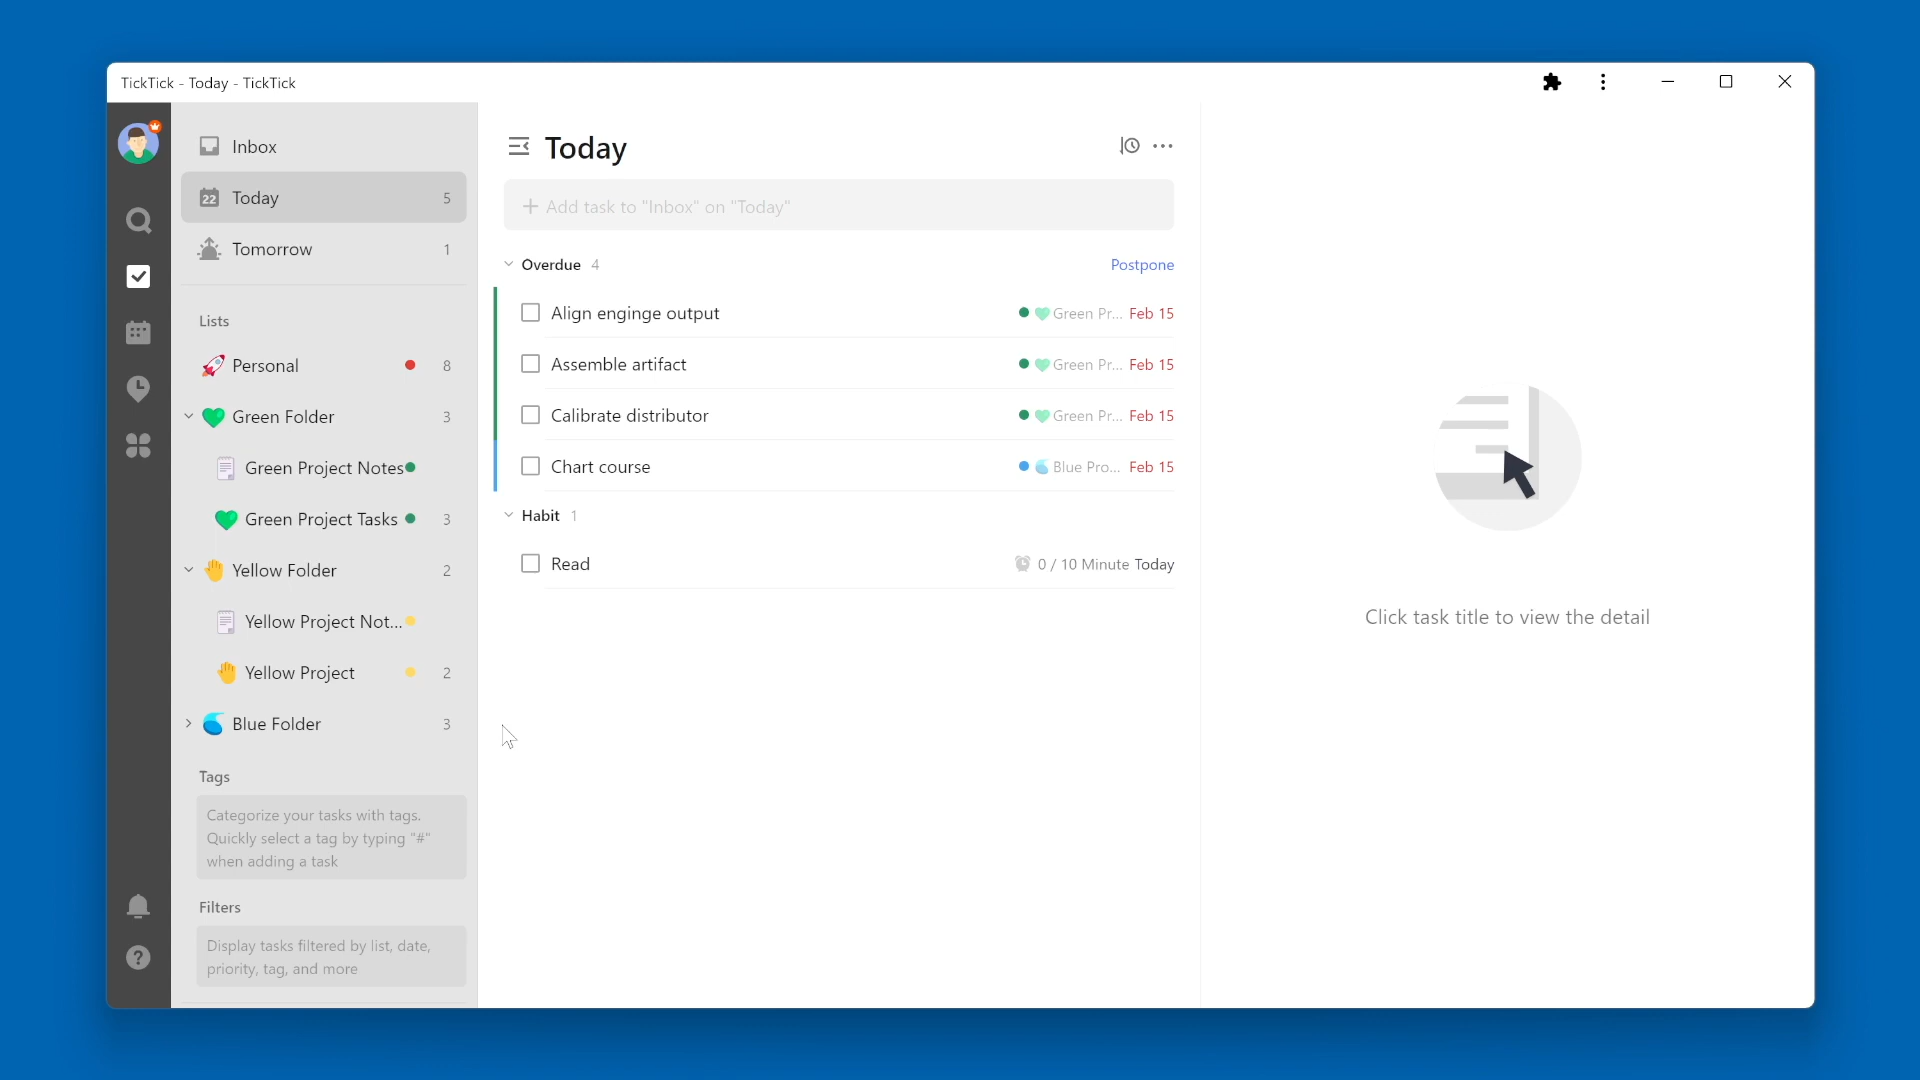 TickTick - Today - TickTick
Inbox
22 Today 5
Tomorrow 1
Lists
Personal 8
Green Folder 3
Green Project Notes
Green Project Tasks 3
Yellow Folder 2
Yellow Project Not...
Yellow Project 2
Blue Folder 3
Tags
Categorize your tasks with tags.
Quickly select a tag by typing "#"
when adding a task
Filters
Display tasks filtered by list, date,
priority, tag, and more
Today
+ Add task to "Inbox" on "Today"
Overdue 4 Postpone
Align enginge output Green Pr... Feb 15
Assemble artifact Green Pr... Feb 15
Calibrate distributor Green Pr... Feb 15
Chart course Blue Pro... Feb 15
Habit 1
Read 0 / 10 Minute Today
Click task title to view the detail